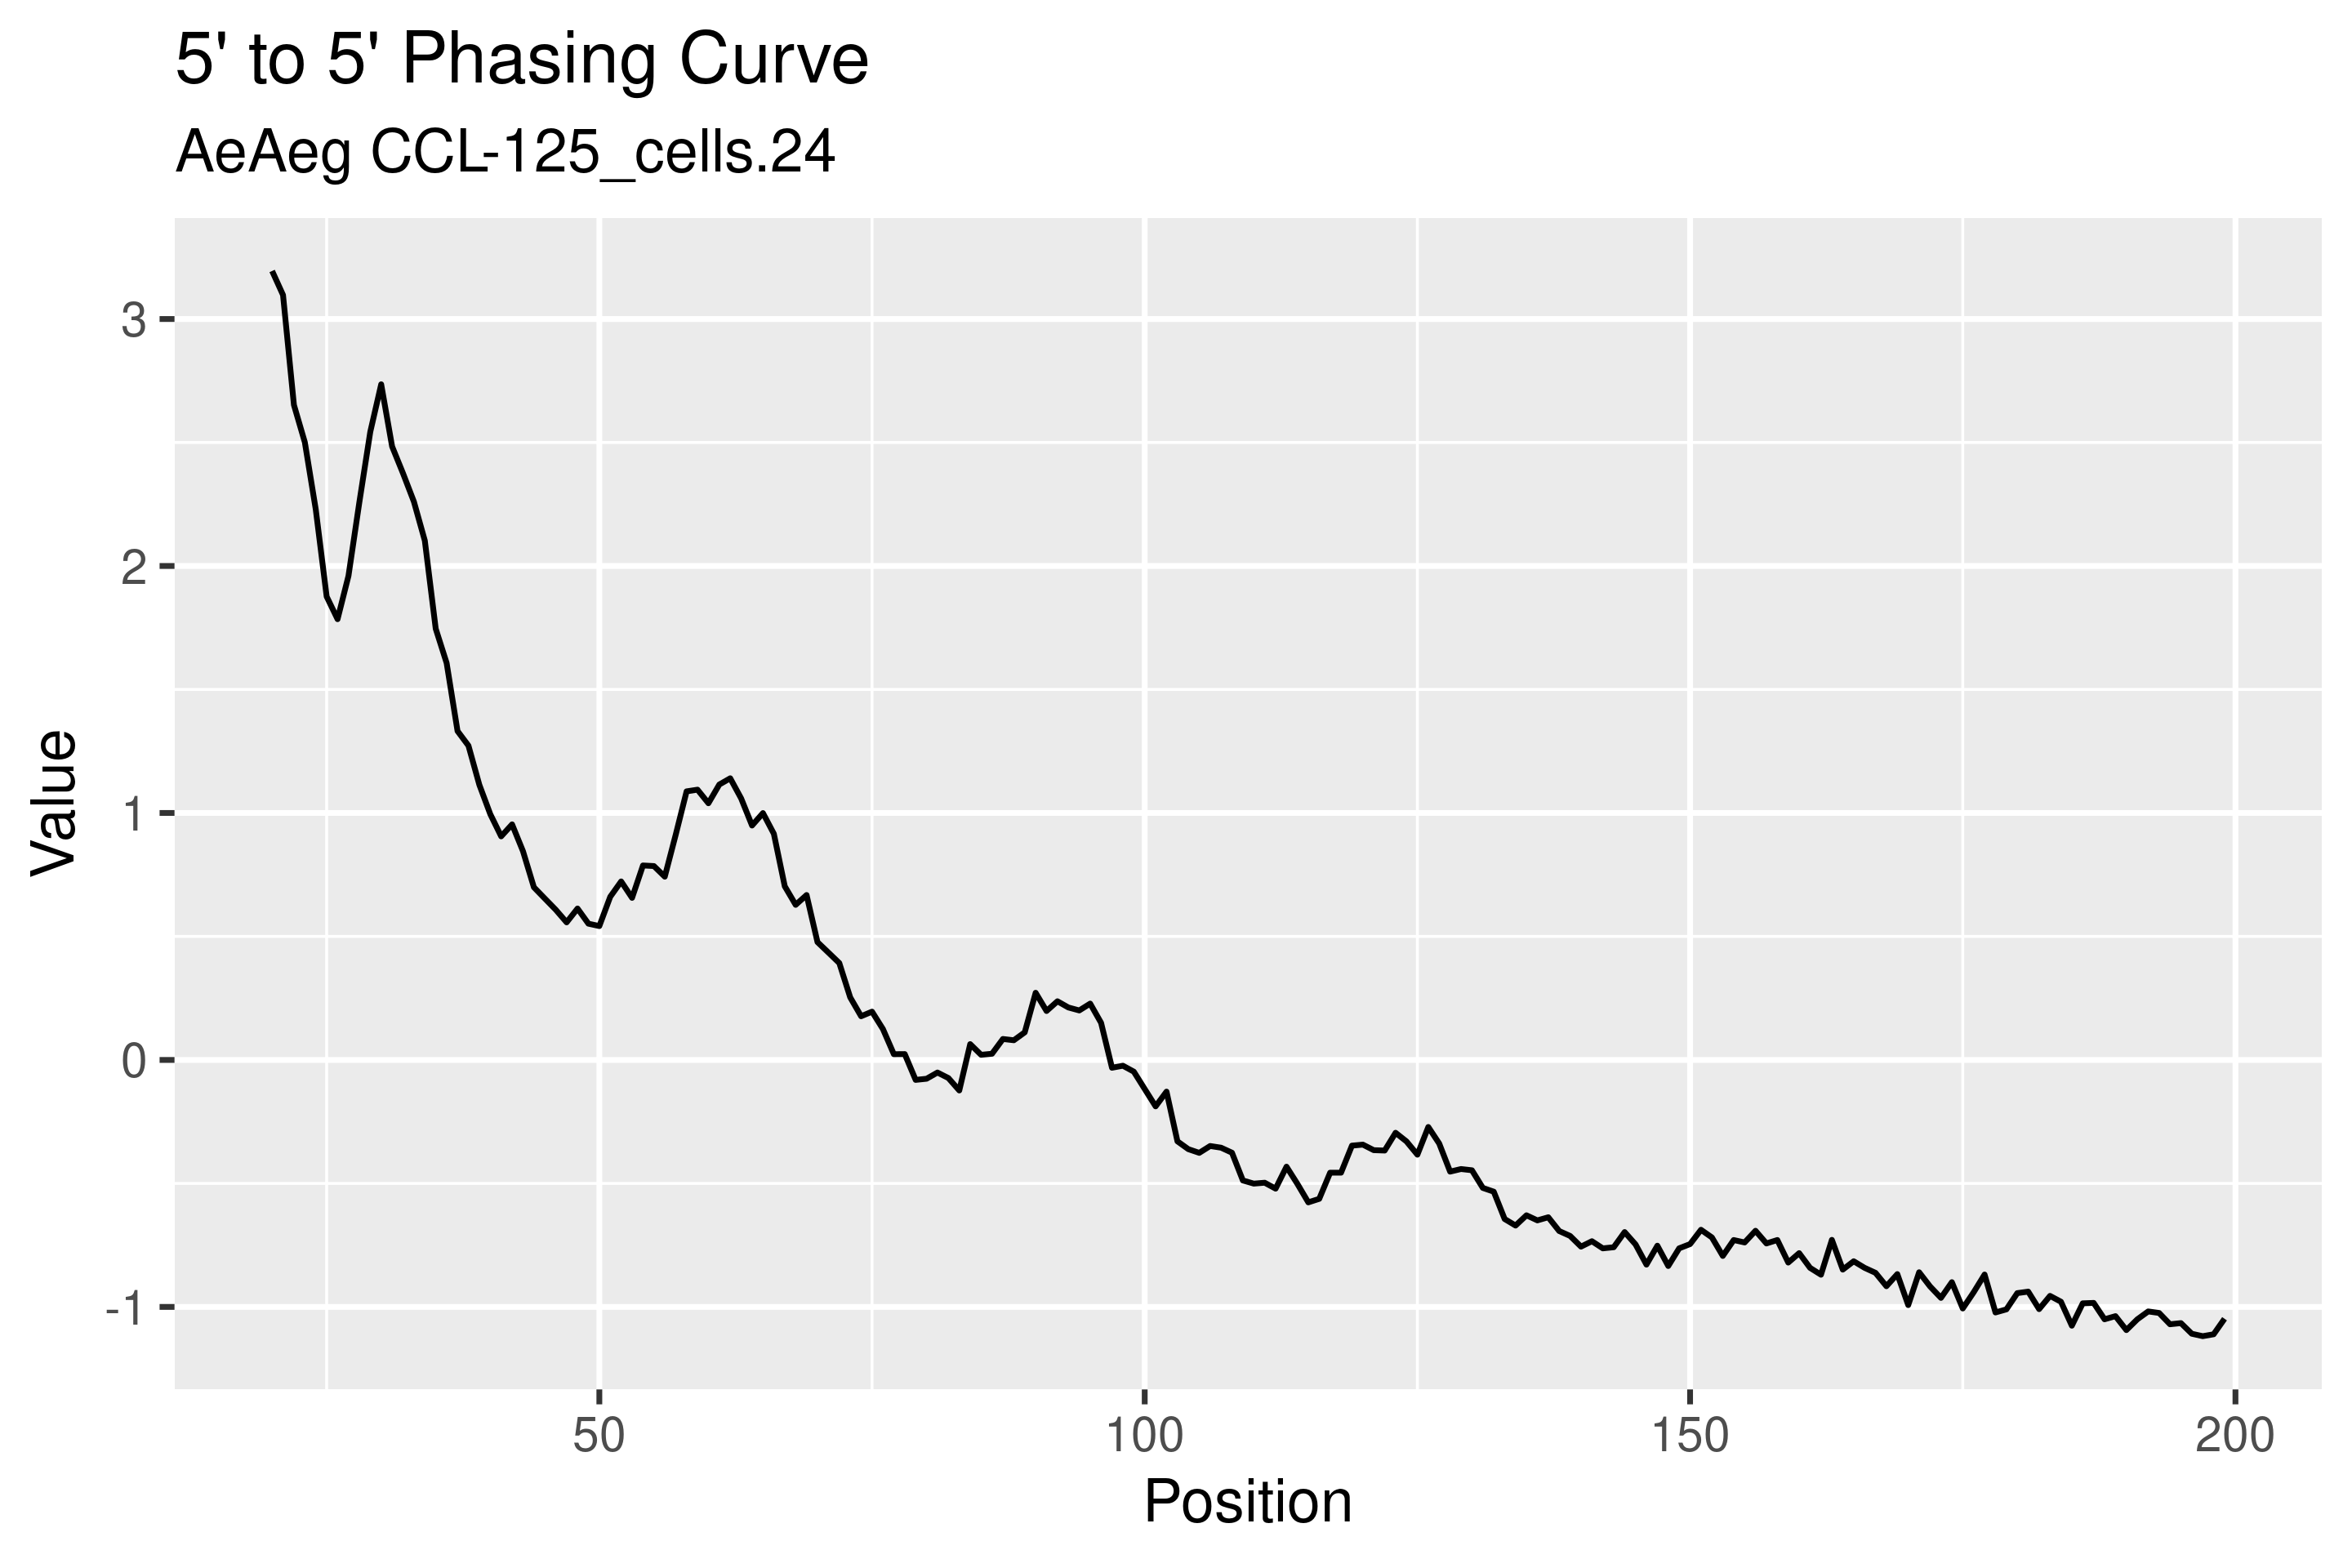 5' to 5' Phasing Curve
AeAeg CCL-125_cells.24
3
2
1
0
-1
Value
50 100 150 200
Position